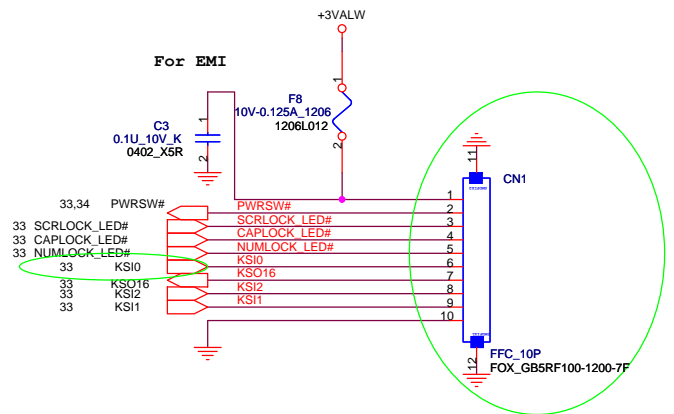 +3VALW
For EMI
1
F8
10V-0.125A_1206
1206L012
2
1
C3
0.1U_10V_K
0402_X5R
2
11
CN1
33,34 PWRSW# PWRSW# 1
SCRLOCK_LED# 2
33 SCRLOCK_LED# CAPLOCK_LED# 3
33 CAPLOCK_LED# NUMLOCK_LED# 4
33 NUMLOCK_LED# 5
33 KSI0 KSI0 6
33 KSO16 KSO16 7
33 KSI2 KSI2 8
33 KSI1 KSI1 9
10
12
FFC_10P
FOX_GB5RF100-1200-7F